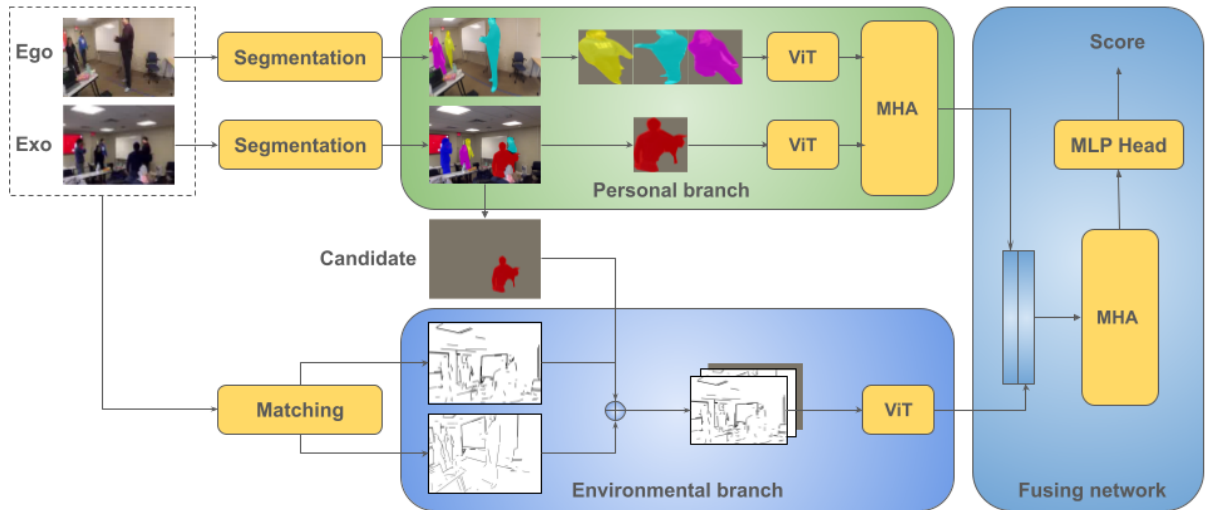 Ego
Segmentation
ViT
MHA
Score
Exo
Segmentation
ViT
MLP Head
Personal branch
Candidate
MHA
Matching
ViT
Environmental branch
Fusing network